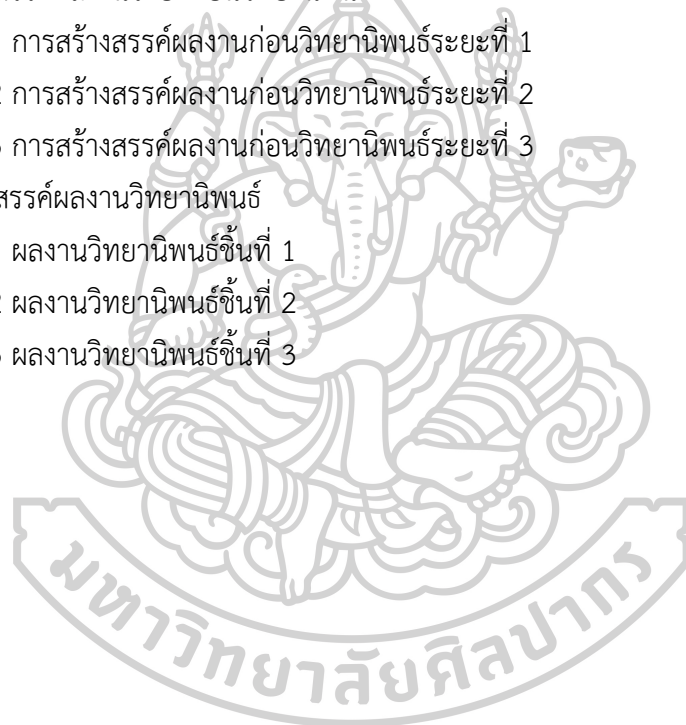 การสร้างสรรค์ผลงานก่อนวิทยานิพนธ์ระยะที่ 1
2 การสร้างสรรค์ผลงานก่อนวิทยานิพนธ์ระยะที่ 2
การสร้างสรรค์ผลงานก่อนวิทยานิพนธ์ระยะที่ 3
สรรค์ผลงานวิทยานิพนธ์
ผลงานวิทยานิพนธ์ชิ้นที่ 1
2 ผลงานวิทยานิพนธ์ชิ้นที่ 2
ผลงานวิทยานิพนธ์ชิ้นที่ 3
มหาวิทยาลัยศิลปากร